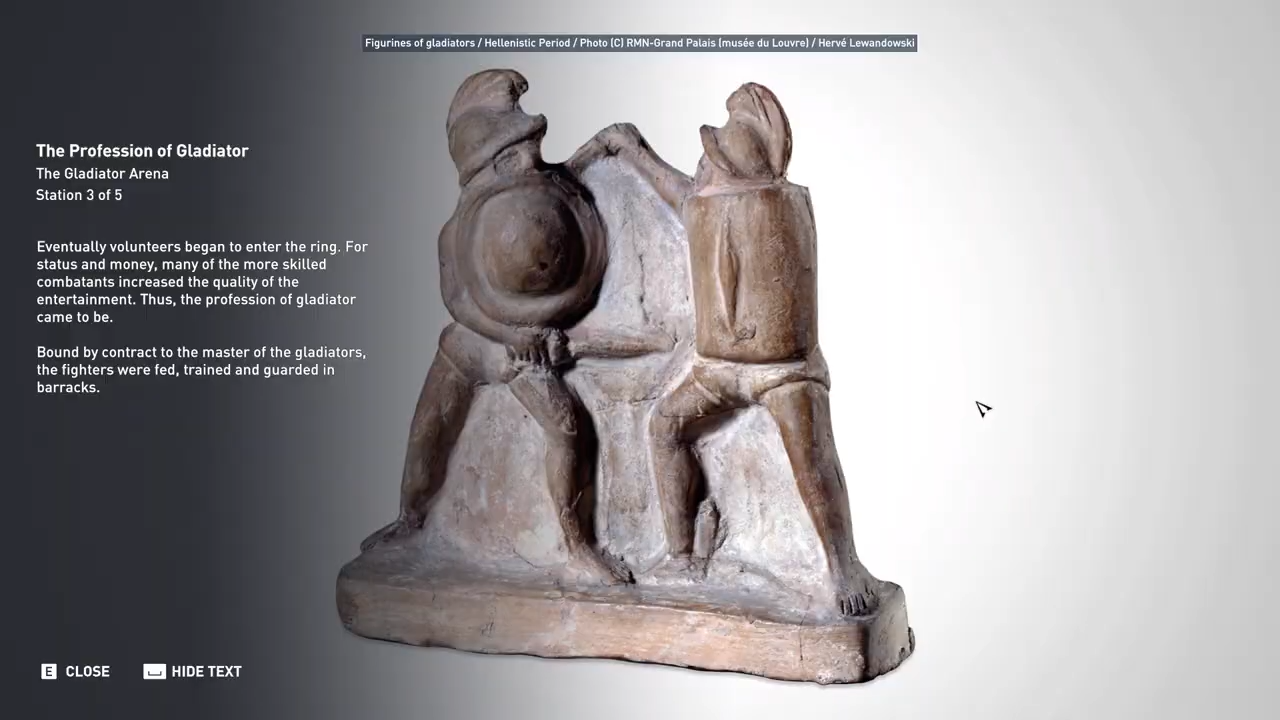 Figurines of gladiators / Hellenistic Period / Photo (C) RMN-Grand Palais (musée du Louvre) / Hervé Lewandowski
The Profession of Gladiator
The Gladiator Arena
Station 3 of 5
Eventually volunteers began to enter the ring. For
status and money, many of the more skilled
combatants increased the quality of the
entertainment. Thus, the profession of gladiator
came to be.
Bound by contract to the master of the gladiators,
the fighters were fed, trained and guarded in
barracks.
E CLOSE
HIDE TEXT